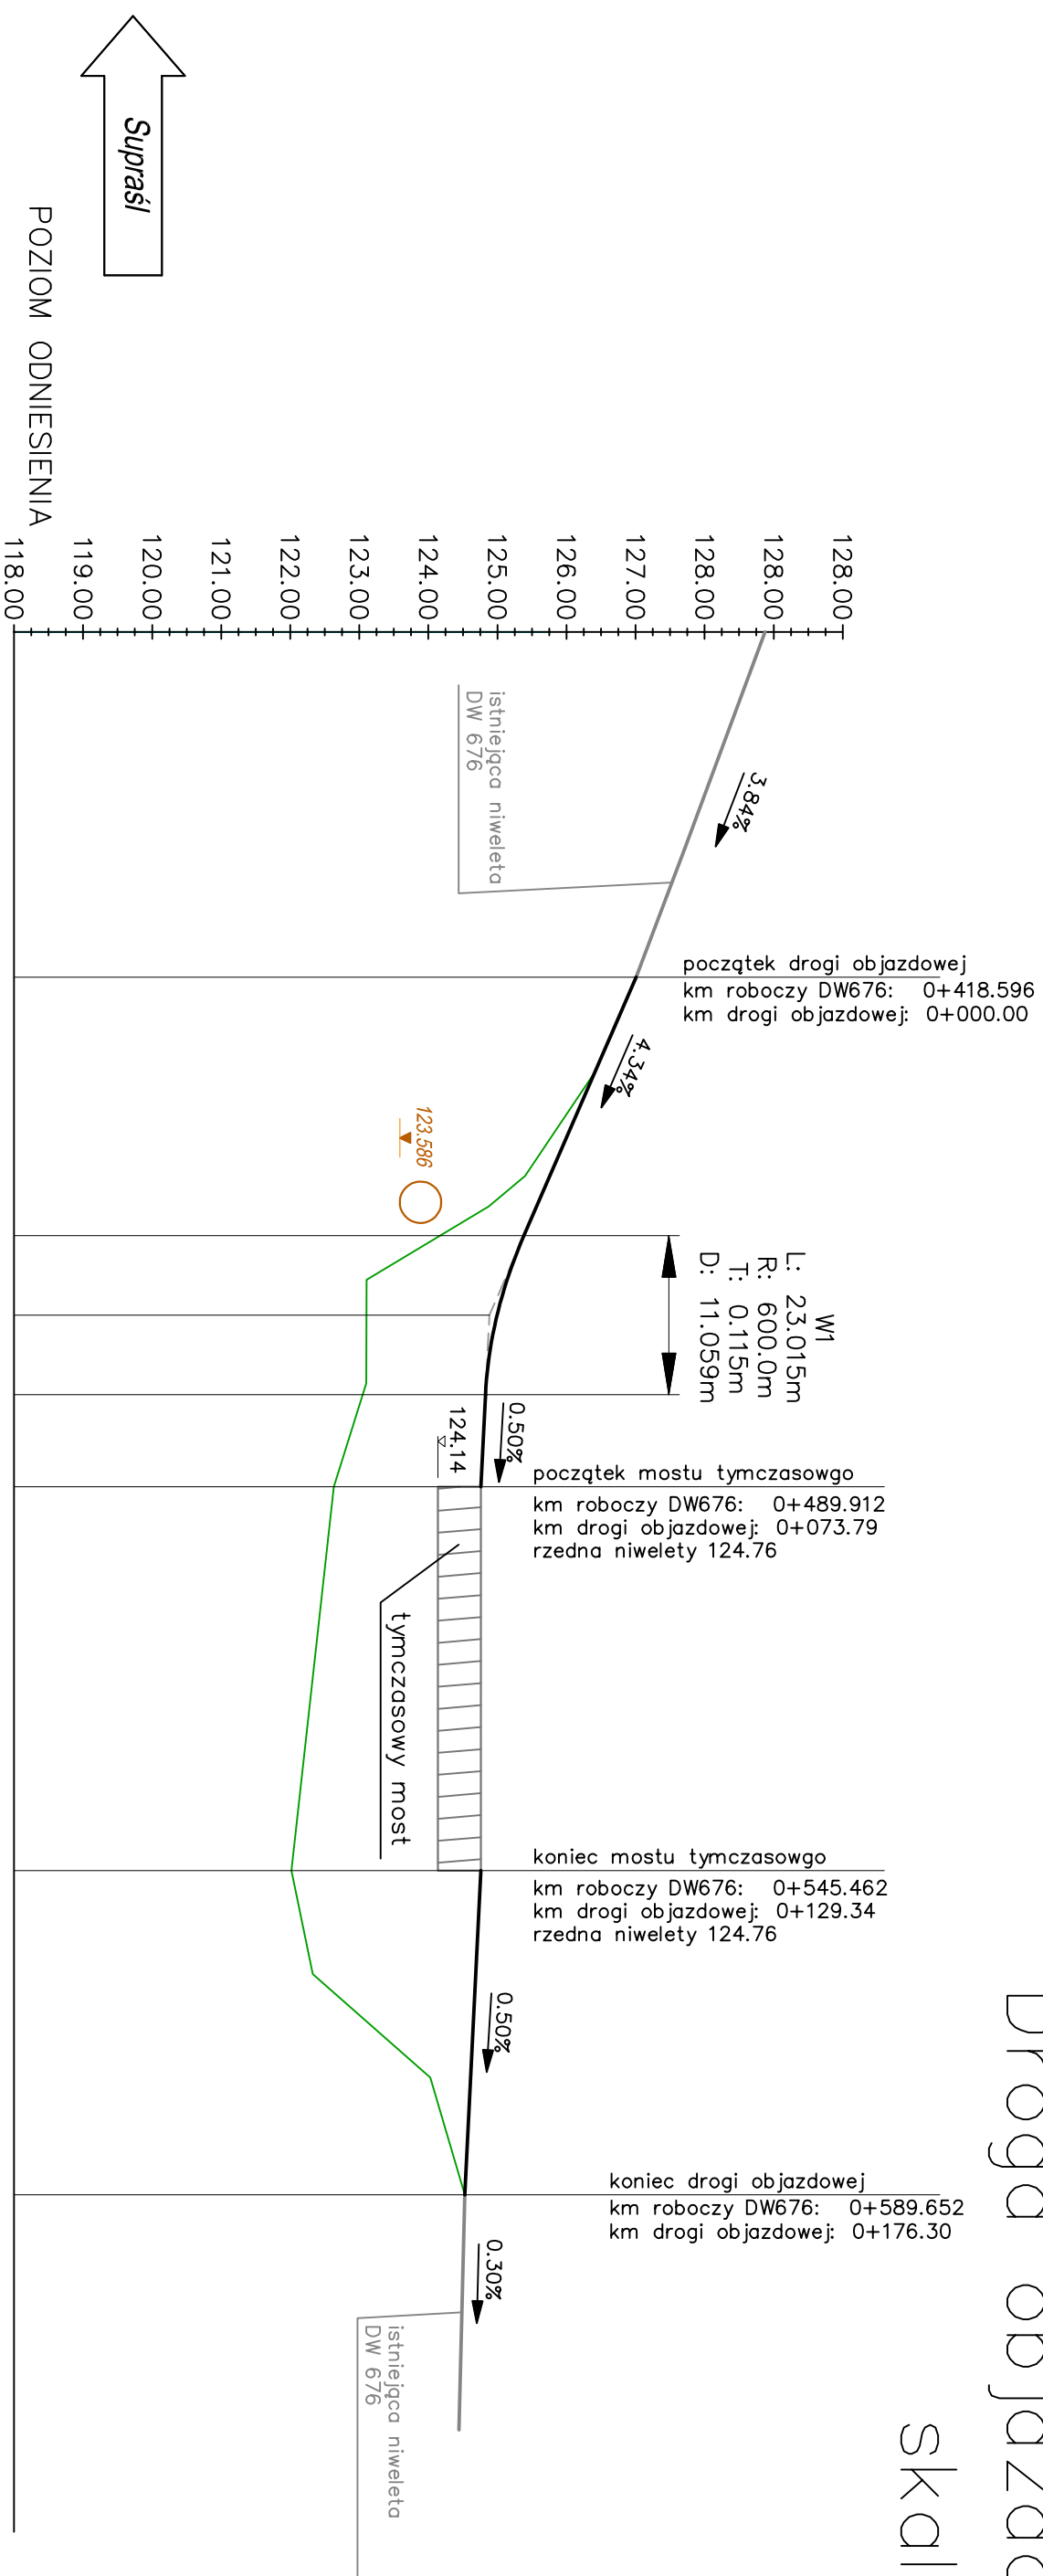 Supraśl
POZIOM ODNIESIENIA
128.00
128.00
128.00
127.00
126.00
125.00
124.00
123.00
122.00
121.00
120.00
119.00
118.00
istniejąca niweleta
DW 676
3.84%
początek drogi objazdowej
km roboczy DW676: 0+418.596
km drogi objazdowej: 0+000.00
4.34%
123.586
W1
L: 23.015m
R: 600.0m
T: 0.115m
D: 11.059m
0.50%
124.14
początek mostu tymczasowgo
km roboczy DW676: 0+489.912
km drogi objazdowej: 0+073.79
rzedna niwelety 124.76
tymczasowy most
koniec mostu tymczasowgo
km roboczy DW676: 0+545.462
km drogi objazdowej: 0+129.34
rzedna niwelety 124.76
0.50%
koniec drogi objazdowej
km roboczy DW676: 0+589.652
km drogi objazdowej: 0+176.30
0.30%
istniejąca niweleta
DW 676
Droga